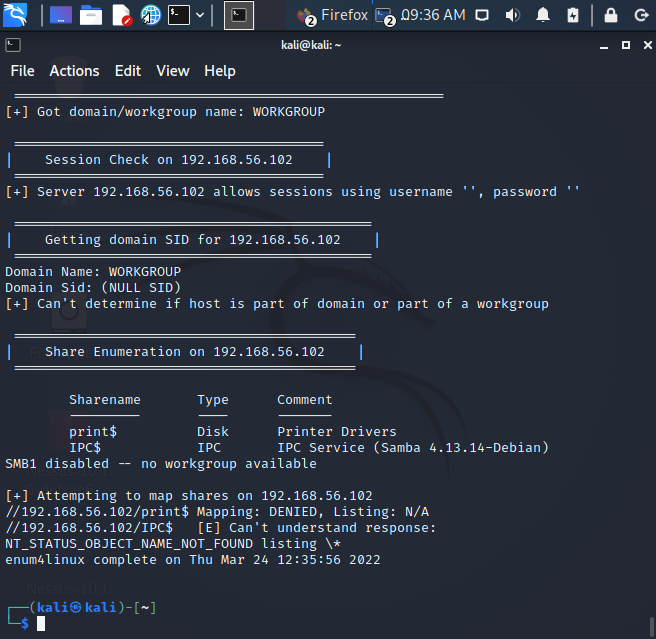 2 Firefox 2 09:36 AM
kali@kali: ~
File Actions Edit View Help
[+] Got domain/workgroup name: WORKGROUP
| Session Check on 192.168.56.102 |
[+] Server 192.168.56.102 allows sessions using username '', password ''
| Getting domain SID for 192.168.56.102 |
Domain Name: WORKGROUP
Domain Sid: (NULL SID)
[+] Can't determine if host is part of domain or part of a workgroup
| Share Enumeration on 192.168.56.102 |
Sharename Type Comment
print$ Disk Printer Drivers
IPC$ IPC IPC Service (Samba 4.13.14-Debian)
SMB1 disabled -- no workgroup available
[+] Attempting to map shares on 192.168.56.102
//192.168.56.102/print$ Mapping: DENIED, Listing: N/A
//192.168.56.102/IPC$ [E] Can't understand response:
NT_STATUS_OBJECT_NAME_NOT_FOUND listing \*
enum4linux complete on Thu Mar 24 12:35:56 2022
Nessus-10.1.
(kali㉿kali)-[~]
$